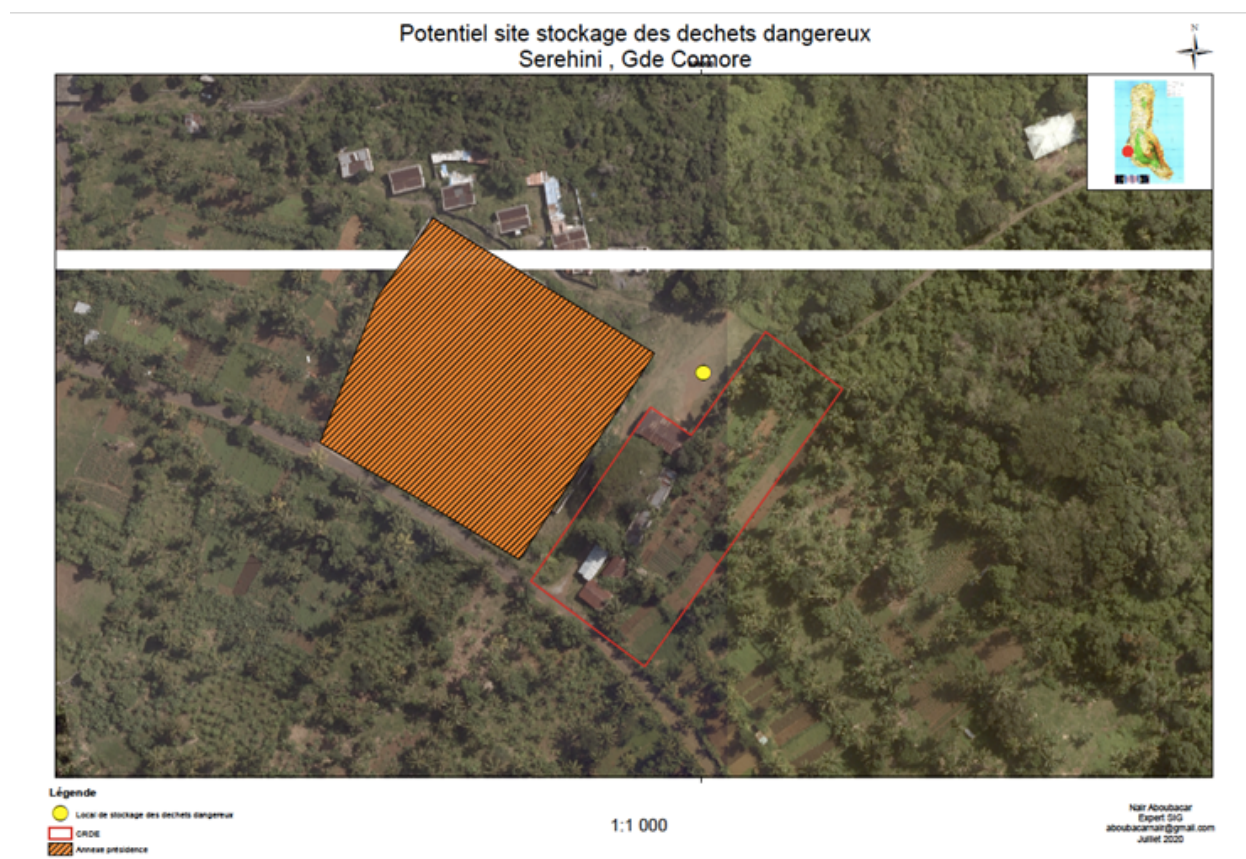 Potentiel site stockage des dechets dangereux
Serehini , Gde Comore
N
Légende
Local de stockage des dechets dangereux
CRDE
Annexe présidence
1:1 000
Naïr Aboubacar
Expert SIG
aboubacarnair@gmail.com
Juillet 2020